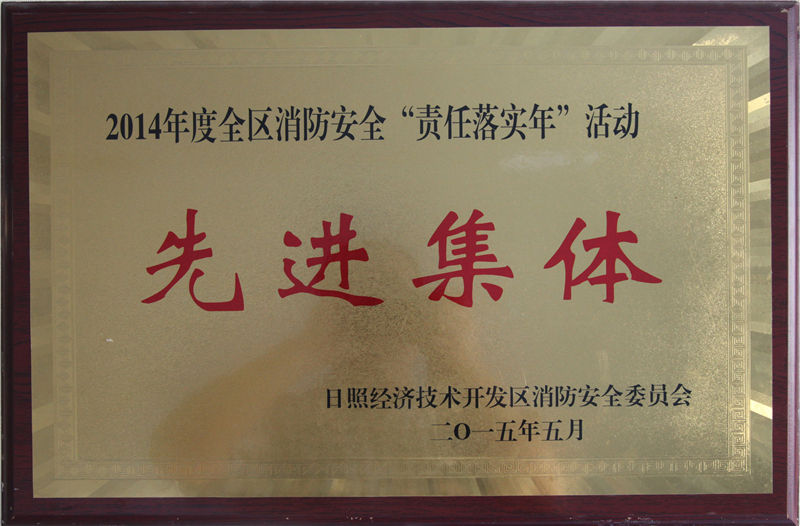 2014年度全区消防安全“责任落实年”活动
先进集体
日照经济技术开发区消防安全委员会
二O一五年五月